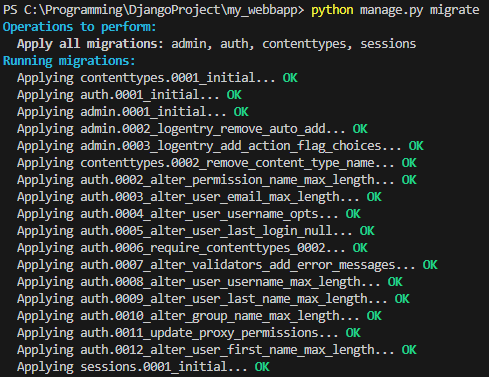 PS C:\Programming\DjangoProject\my_webbapp> python manage.py migrate
Operations to perform:
  Apply all migrations: admin, auth, contenttypes, sessions
Running migrations:
  Applying contenttypes.0001_initial... OK
  Applying auth.0001_initial... OK
  Applying admin.0001_initial... OK
  Applying admin.0002_logentry_remove_auto_add... OK
  Applying admin.0003_logentry_add_action_flag_choices... OK
  Applying contenttypes.0002_remove_content_type_name... OK
  Applying auth.0002_alter_permission_name_max_length... OK
  Applying auth.0003_alter_user_email_max_length... OK
  Applying auth.0004_alter_user_username_opts... OK
  Applying auth.0005_alter_user_last_login_null... OK
  Applying auth.0006_require_contenttypes_0002... OK
  Applying auth.0007_alter_validators_add_error_messages... OK
  Applying auth.0008_alter_user_username_max_length... OK
  Applying auth.0009_alter_user_last_name_max_length... OK
  Applying auth.0010_alter_group_name_max_length... OK
  Applying auth.0011_update_proxy_permissions... OK
  Applying auth.0012_alter_user_first_name_max_length... OK
  Applying sessions.0001_initial... OK